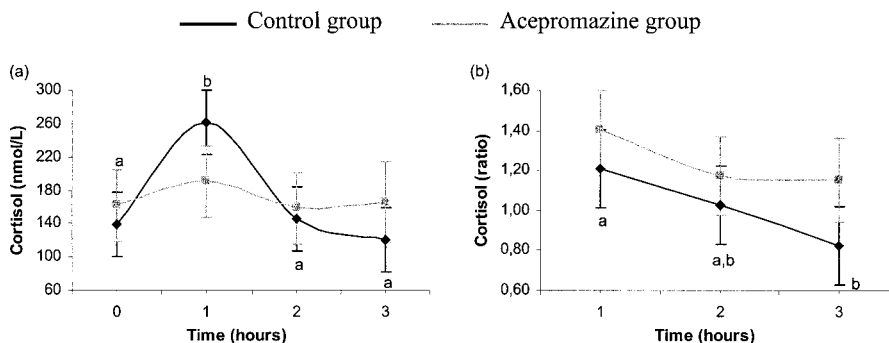 Control group Acepromazine group
(a)
Cortisol (nmol/L)
300
260
220
180
140
100
60
a
b
a
a
0 1 2 3
Time (hours)
(b)
Cortisol (ratio)
1,60
1,40
1,20
1,00
0,80
0,60
a
a,b
b
1 2 3
Time (hours)